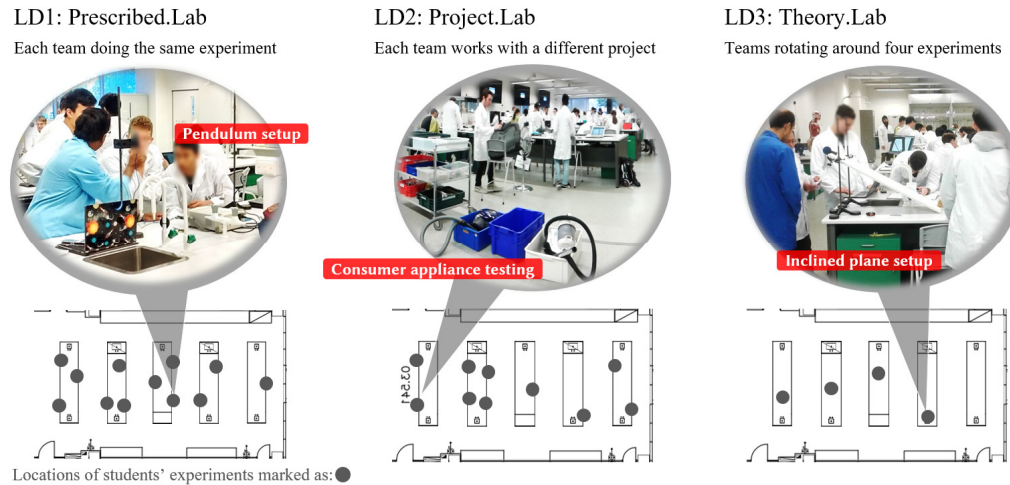 LD1: Prescribed.Lab
Each team doing the same experiment
Pendulum setup
LD2: Project.Lab
Each team works with a different project
Consumer appliance testing
LD3: Theory.Lab
Teams rotating around four experiments
Inclined plane setup
03.541
Locations of students’ experiments marked as: